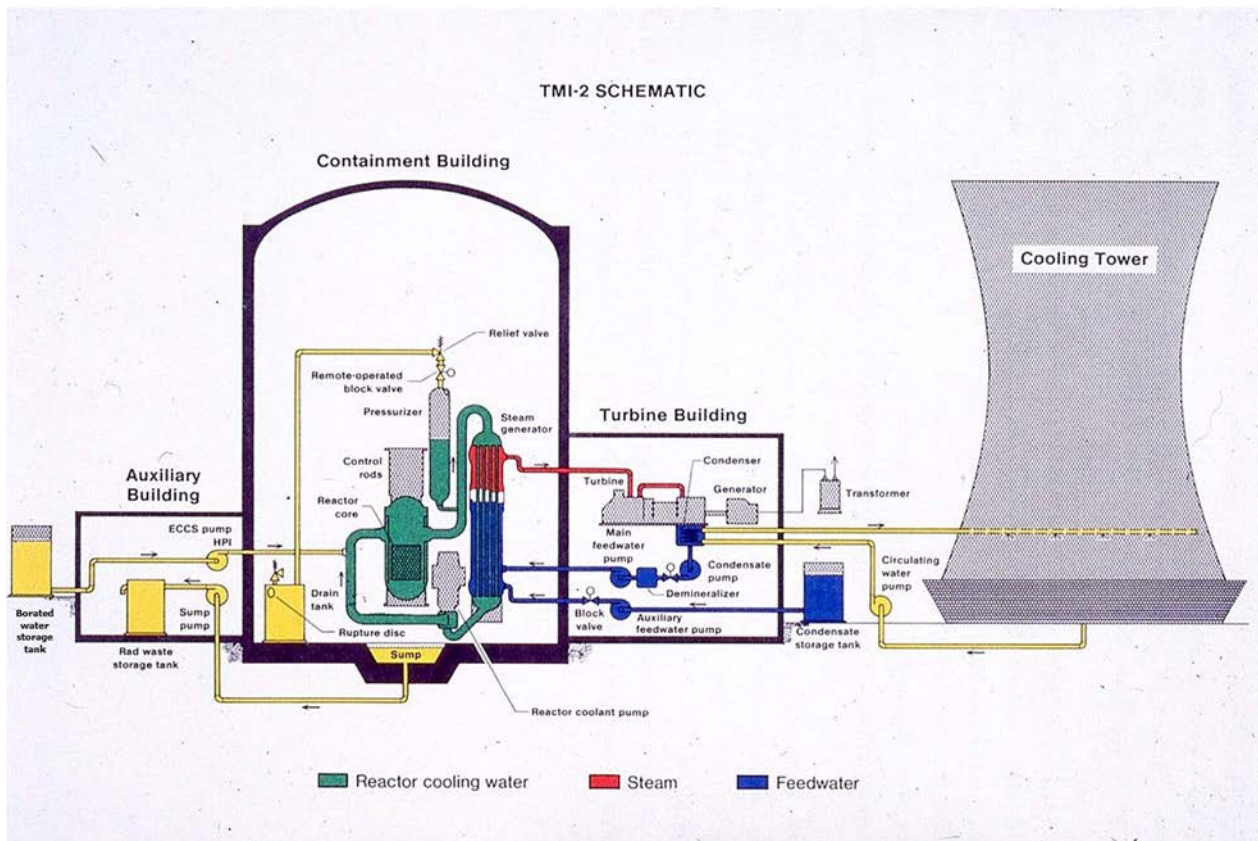 TMI-2 SCHEMATIC
Containment Building
Cooling Tower
Relief valve
Remote-operated
block valve
Pressurizer
Steam
generator
Turbine Building
Control
rods
Condenser
Turbine
Generator
Transformer
Auxiliary
Building
Reactor
core
ECCS pump
HPI
Main
feedwater
pump
Condensate
pump
Circulating
water
pump
Drain
tank
Demineralizer
Borated
water
storage
tank
Sump
pump
Block
valve
Auxiliary
feedwater pump
Condensate
storage tank
Rupture disc
Rad waste
storage tank
Sump
Reactor coolant pump
Reactor cooling water
Steam
Feedwater